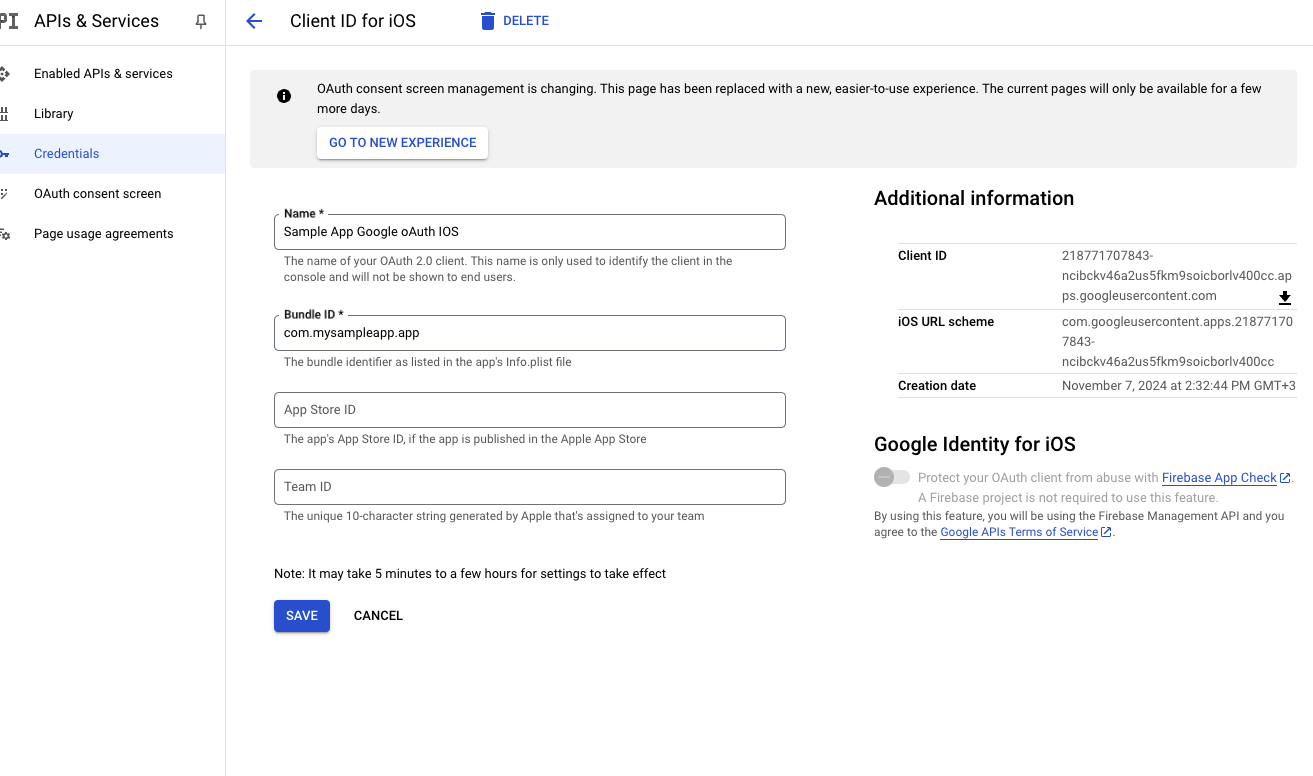 PI APIs & Services
Client ID for iOS
DELETE
Enabled APIs & services
Library
Credentials
OAuth consent screen
Page usage agreements
OAuth consent screen management is changing. This page has been replaced with a new, easier-to-use experience. The current pages will only be available for a few
more days.
GO TO NEW EXPERIENCE
Name *
Sample App Google oAuth IOS
The name of your OAuth 2.0 client. This name is only used to identify the client in the
console and will not be shown to end users.
Bundle ID *
com.mysampleapp.app
The bundle identifier as listed in the app's Info.plist file
App Store ID
The app's App Store ID, if the app is published in the Apple App Store
Team ID
The unique 10-character string generated by Apple that's assigned to your team
Note: It may take 5 minutes to a few hours for settings to take effect
SAVE
CANCEL
Additional information
Client ID
218771707843-
ncibckv46a2us5fkm9soicborlv400cc.ap
ps.googleusercontent.com
iOS URL scheme
com.googleusercontent.apps.21877170
7843-
ncibckv46a2us5fkm9soicborlv400cc
Creation date
November 7, 2024 at 2:32:44 PM GMT+3
Google Identity for iOS
Protect your OAuth client from abuse with Firebase App Check.
A Firebase project is not required to use this feature.
By using this feature, you will be using the Firebase Management API and you
agree to the Google APIs Terms of Service.